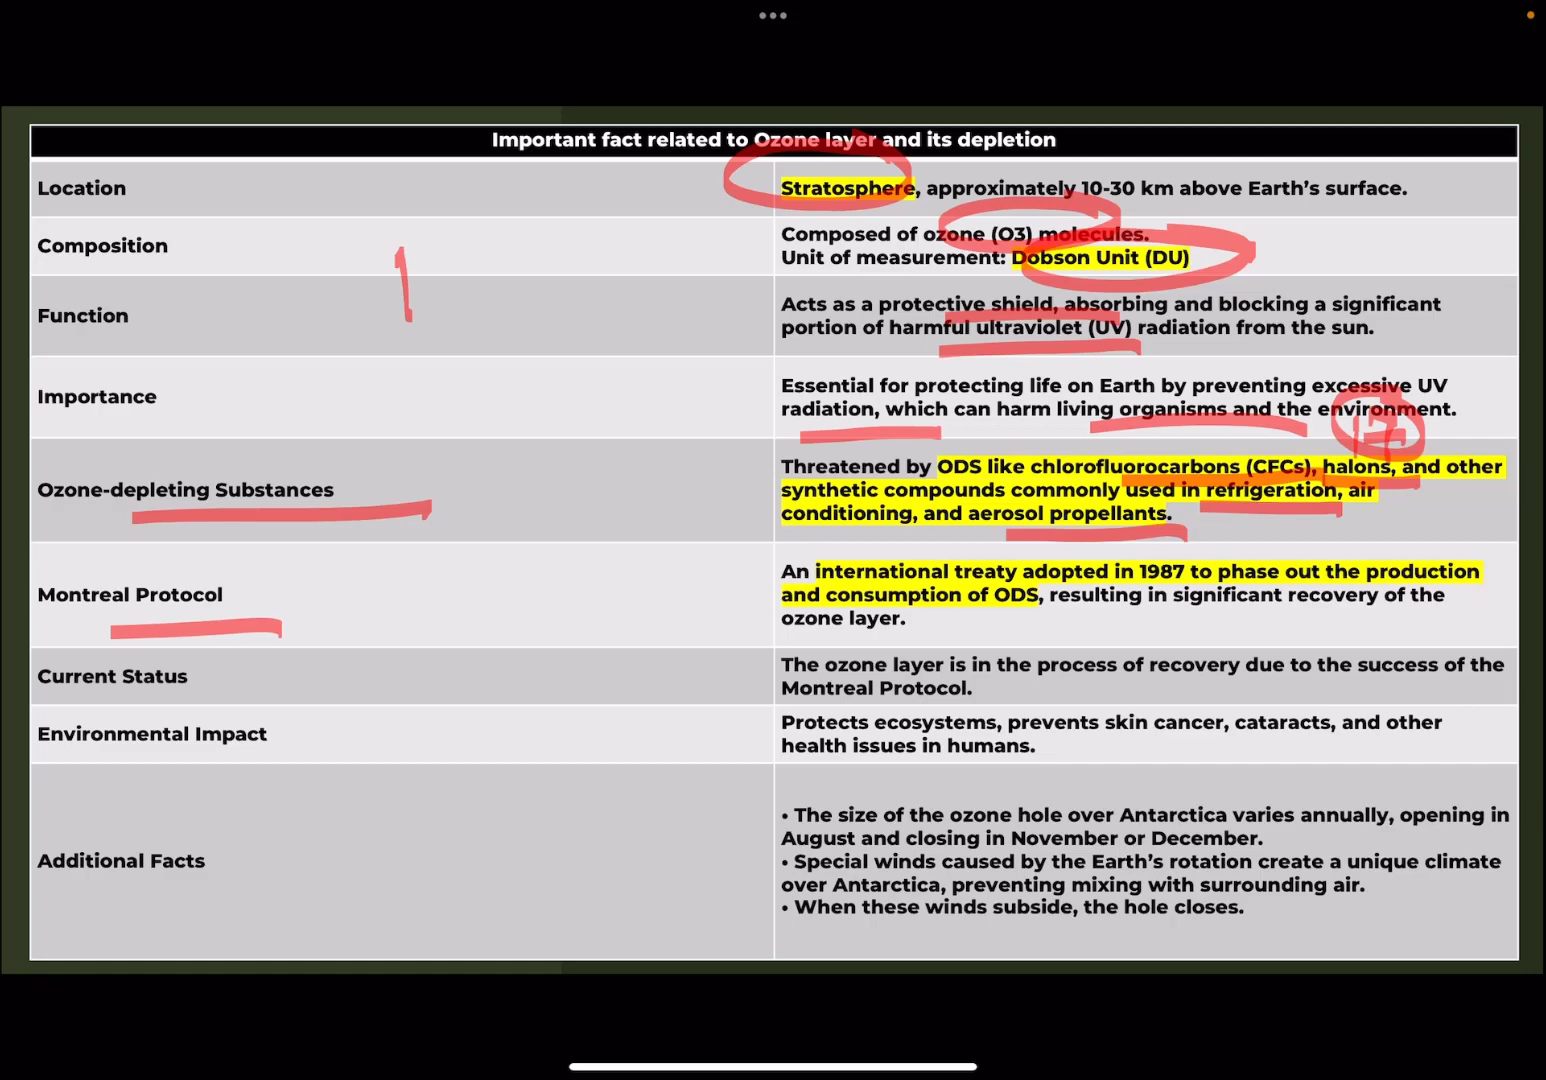 Important fact related to Ozone layer and its depletion
Location
Stratosphere, approximately 10-30 km above Earth's surface.
Composition
Composed of ozone (O3) molecules.
Unit of measurement: Dobson Unit (DU)
Function
Acts as a protective shield, absorbing and blocking a significant
portion of harmful ultraviolet (UV) radiation from the sun.
Importance
Essential for protecting life on Earth by preventing excessive UV
radiation, which can harm living organisms and the environment.
Ozone-depleting Substances
Threatened by ODS like chlorofluorocarbons (CFCs), halons, and other
synthetic compounds commonly used in refrigeration, air
conditioning, and aerosol propellants.
Montreal Protocol
An international treaty adopted in 1987 to phase out the production
and consumption of ODS, resulting in significant recovery of the
ozone layer.
Current Status
The ozone layer is in the process of recovery due to the success of the
Montreal Protocol.
Environmental Impact
Protects ecosystems, prevents skin cancer, cataracts, and other
health issues in humans.
Additional Facts
• The size of the ozone hole over Antarctica varies annually, opening in
August and closing in November or December.
• Special winds caused by the Earth's rotation create a unique climate
over Antarctica, preventing mixing with surrounding air.
• When these winds subside, the hole closes.